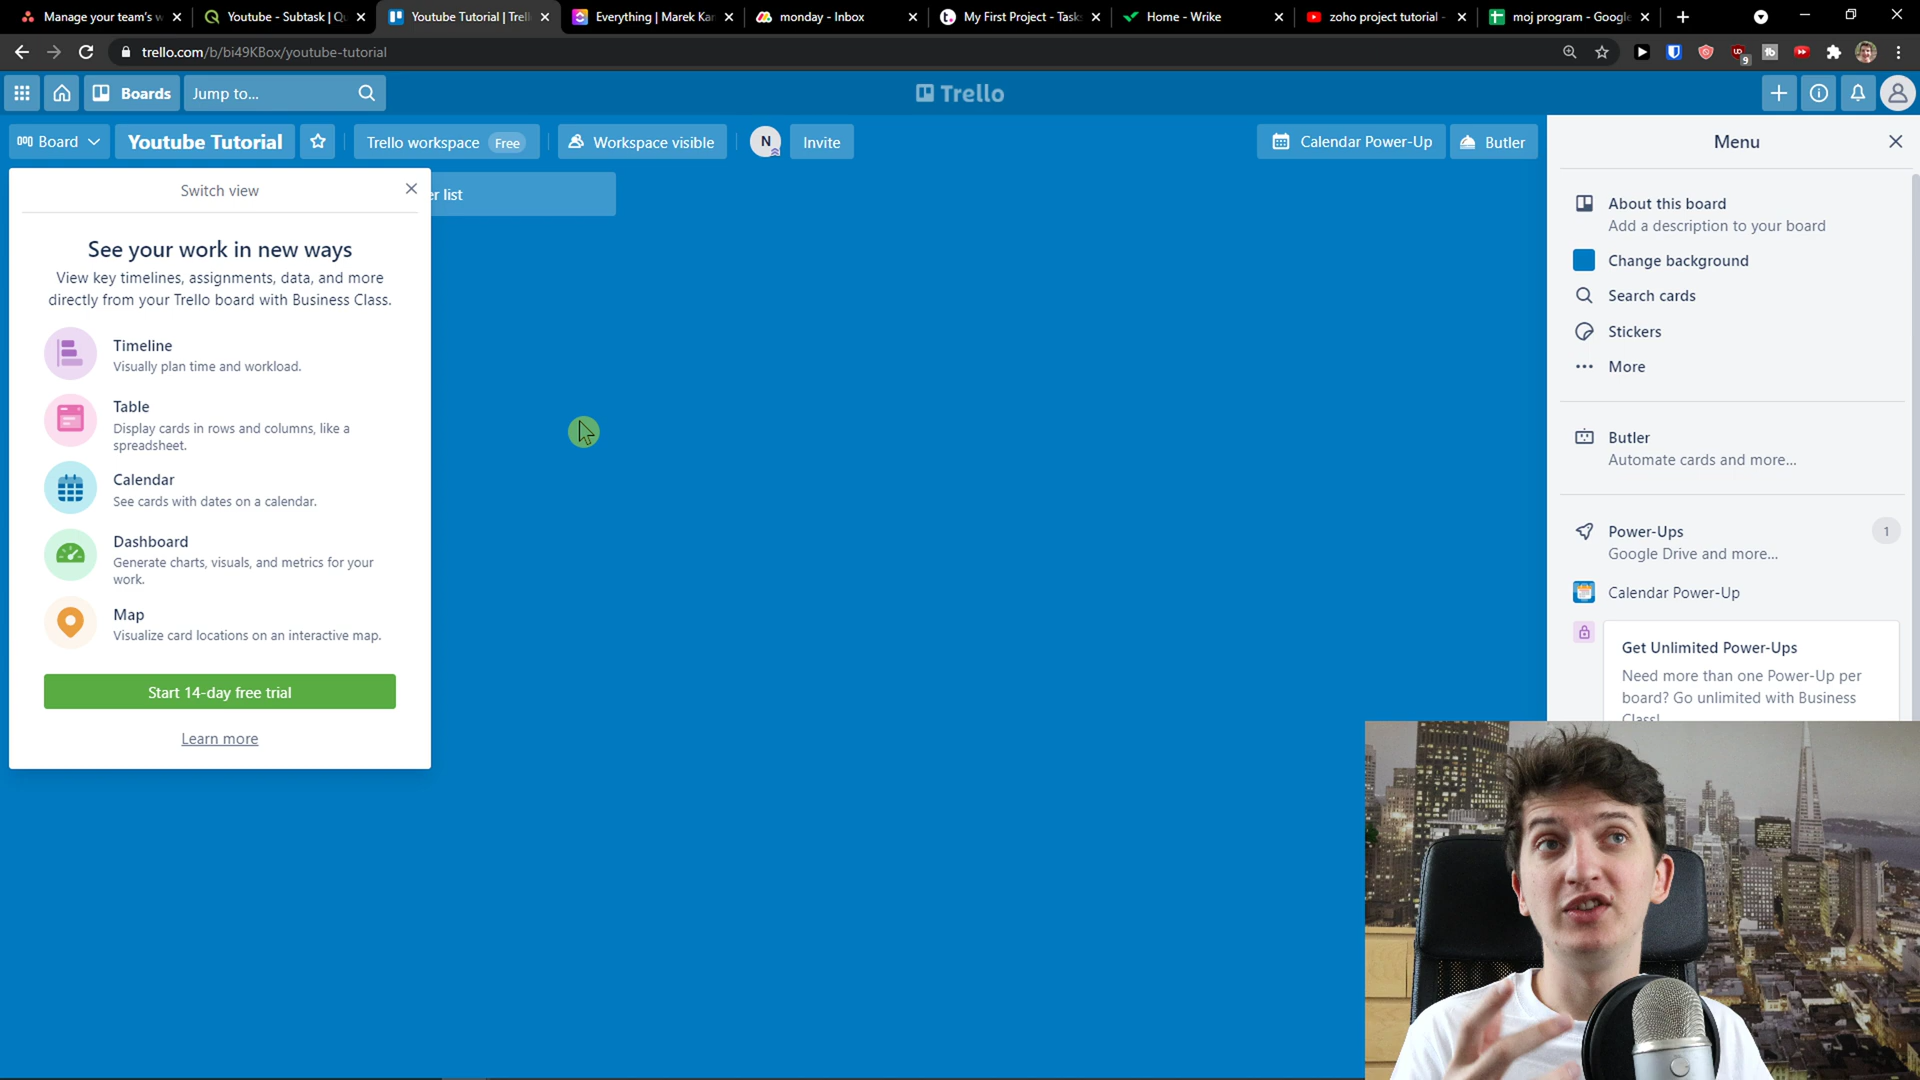 Manage your team's w
Youtube - Subtask | Qu
Youtube Tutorial | Trell
Everything | Marek Kar
monday - Inbox
My First Project - Task
Home - Wrike
zoho project tutorial -
moj program - Google
trello.com/b/bi49KBox/youtube-tutorial
9
Boards
Jump to...
Trello
Board
Youtube Tutorial
Trello workspace Free
Workspace visible
N
Invite
Calendar Power-Up
Butler
Switch view
er list
See your work in new ways
View key timelines, assignments, data, and more
directly from your Trello board with Business Class.
Timeline
Visually plan time and workload.
Table
Display cards in rows and columns, like a
spreadsheet.
Calendar
See cards with dates on a calendar.
Dashboard
Generate charts, visuals, and metrics for your
work.
Map
Visualize card locations on an interactive map.
Start 14-day free trial
Learn more
Menu
About this board
Add a description to your board
Change background
Search cards
Stickers
More
Butler
Automate cards and more...
Power-Ups
1
Google Drive and more...
Calendar Power-Up
Get Unlimited Power-Ups
Need more than one Power-Up per
board? Go unlimited with Business
Class!